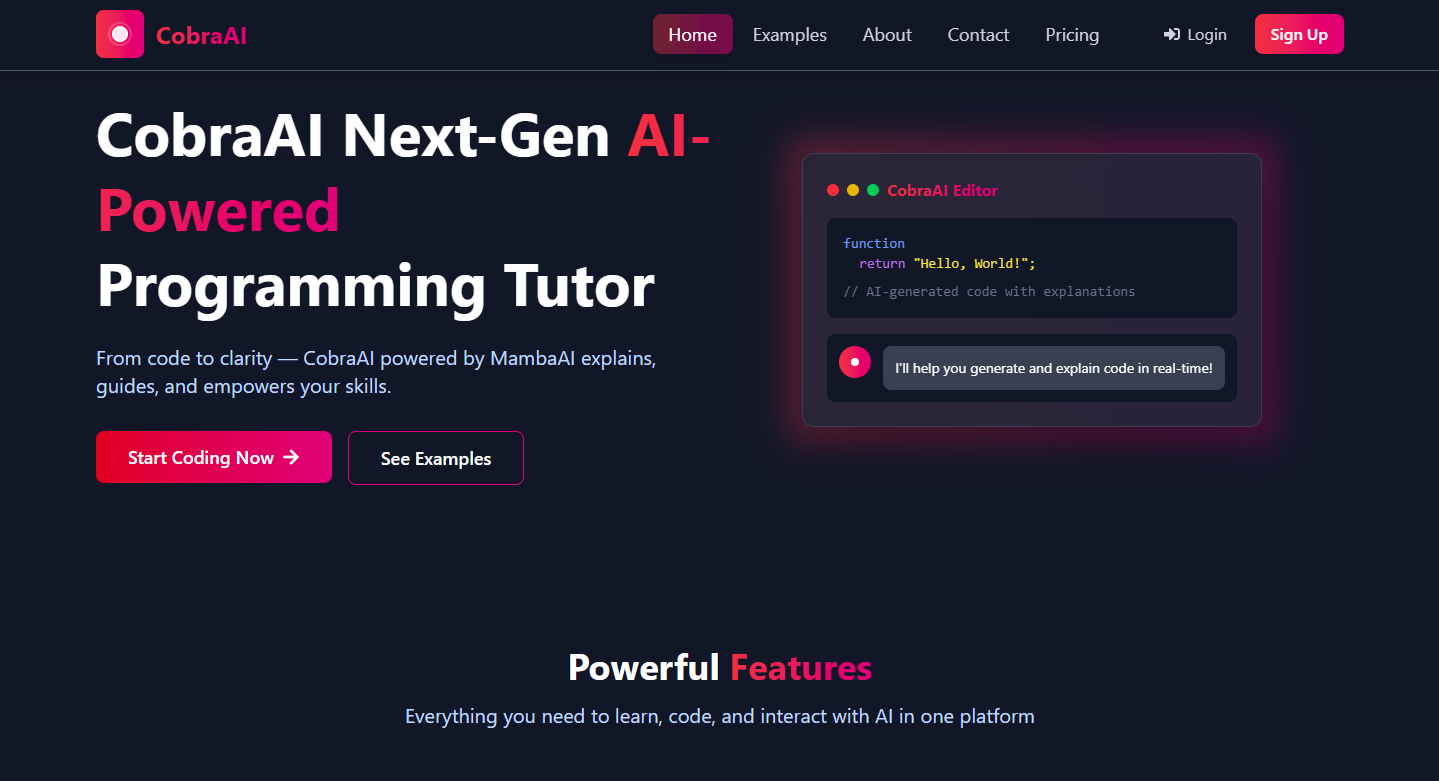 CobraAI
Home
Examples
About
Contact
Pricing
Login
Sign Up
CobraAI Next-Gen AI-
Powered
Programming Tutor
From code to clarity — CobraAI powered by MambaAI explains,
guides, and empowers your skills.
Start Coding Now
See Examples
CobraAI Editor
function
return "Hello, World!";
// AI-generated code with explanations
I'll help you generate and explain code in real-time!
Powerful Features
Everything you need to learn, code, and interact with AI in one platform